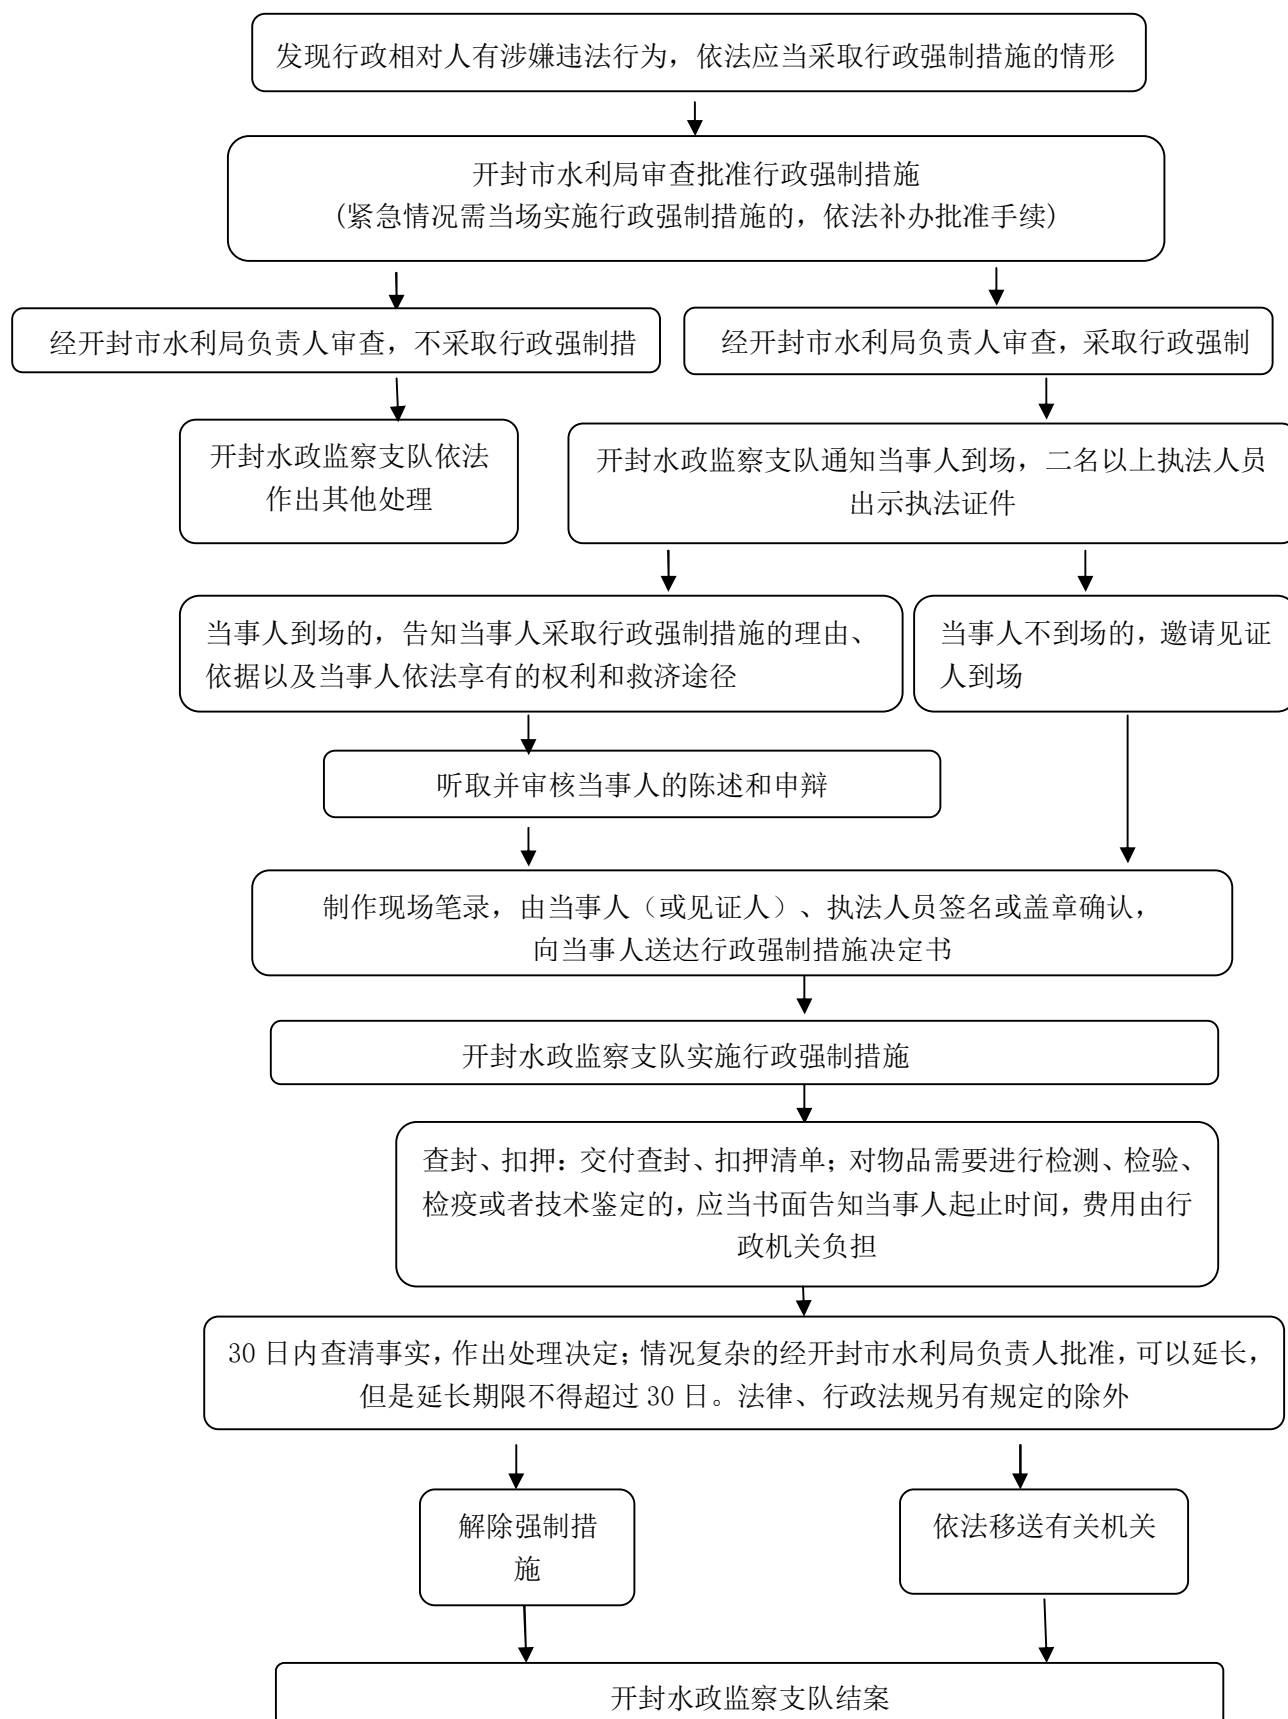 发现行政相对人有涉嫌违法行为，依法应当采取行政强制措施的情形
开封市水利局审查批准行政强制措施
(紧急情况需当场实施行政强制措施的，依法补办批准手续)
经开封市水利局负责人审查，不采取行政强制措
经开封市水利局负责人审查，采取行政强制
开封水政监察支队依法
作出其他处理
开封水政监察支队通知当事人到场，二名以上执法人员
出示执法证件
当事人到场的，告知当事人采取行政强制措施的理由、
依据以及当事人依法享有的权利和救济途径
当事人不到场的，邀请见证
人到场
听取并审核当事人的陈述和申辩
制作现场笔录，由当事人（或见证人）、执法人员签名或盖章确认，
向当事人送达行政强制措施决定书
开封水政监察支队实施行政强制措施
查封、扣押：交付查封、扣押清单；对物品需要进行检测、检验、
检疫或者技术鉴定的，应当书面告知当事人起止时间，费用由行
政机关负担
30 日内查清事实，作出处理决定；情况复杂的经开封市水利局负责人批准，可以延长，
但是延长期限不得超过 30 日。法律、行政法规另有规定的除外
解除强制措
施
依法移送有关机关
开封水政监察支队结案